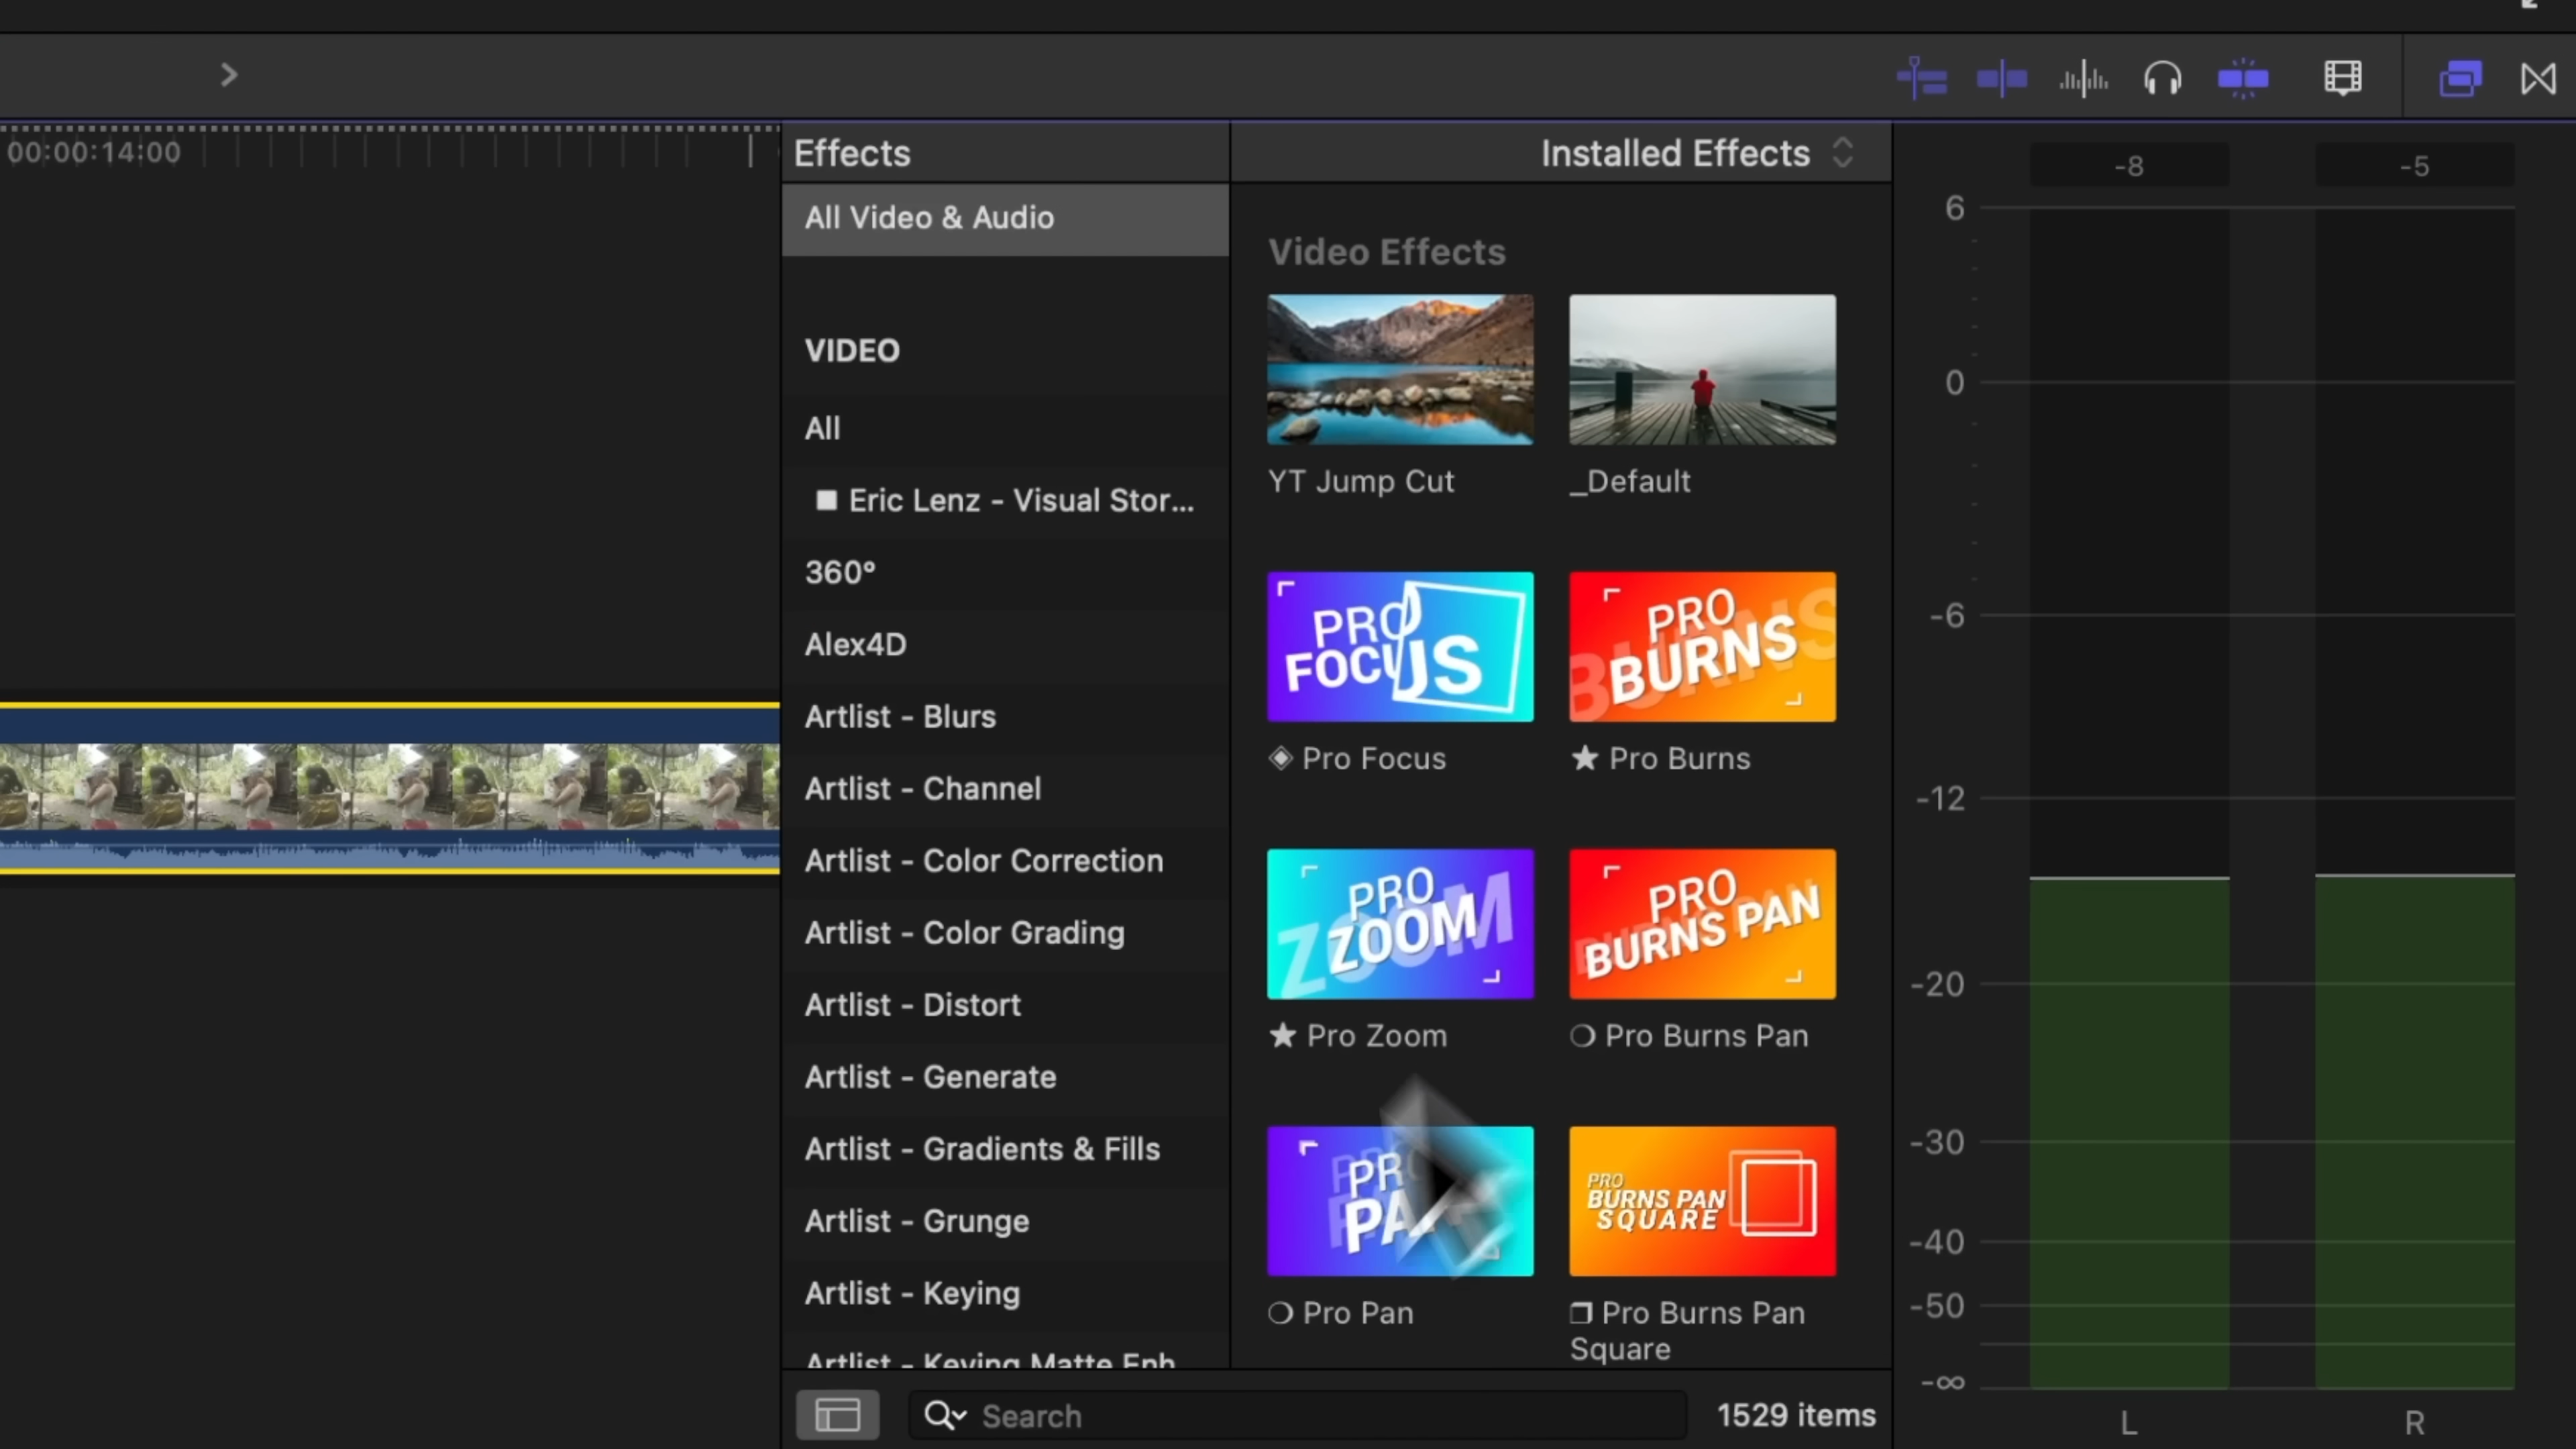 00:00:14:00
Effects
Installed Effects
All Video & Audio
VIDEO
All
Eric Lenz - Visual Stor...
360°
Alex4D
Artlist - Blurs
Artlist - Channel
Artlist - Color Correction
Artlist - Color Grading
Artlist - Distort
Artlist - Generate
Artlist - Gradients & Fills
Artlist - Grunge
Artlist - Keying
Artlist - Keying Matte Enh
Video Effects
YT Jump Cut
_Default
PRO
FOCUS
PRO
BURNS
BURNS
Pro Focus
Pro Burns
PRO
ZOOM
ZOOM
PRO
BURNS PAN
Pro Zoom
Pro Burns Pan
PRO
BURNS PAN
SQUARE
Pro Pan
Pro Burns Pan
Square
Search
1529 items
-8
-5
6
0
-6
-12
-20
-30
-40
-50
-∞
L
R